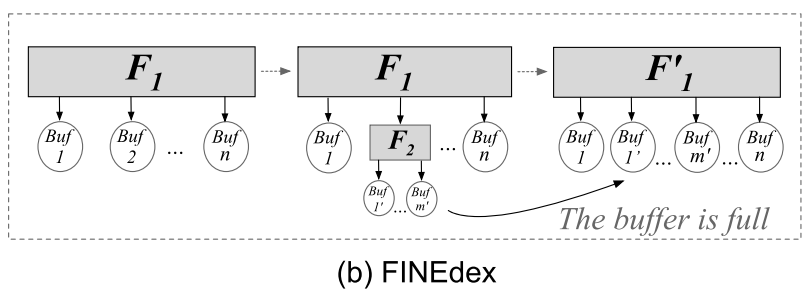 F1 F1 F'1
Buf 1 Buf 2 ... Buf n Buf 1 F2 ... Buf n Buf 1 Buf 1' ... Buf m' ... Buf n
Buf 1' ... Buf m'
The buffer is full
(b) FINEdex